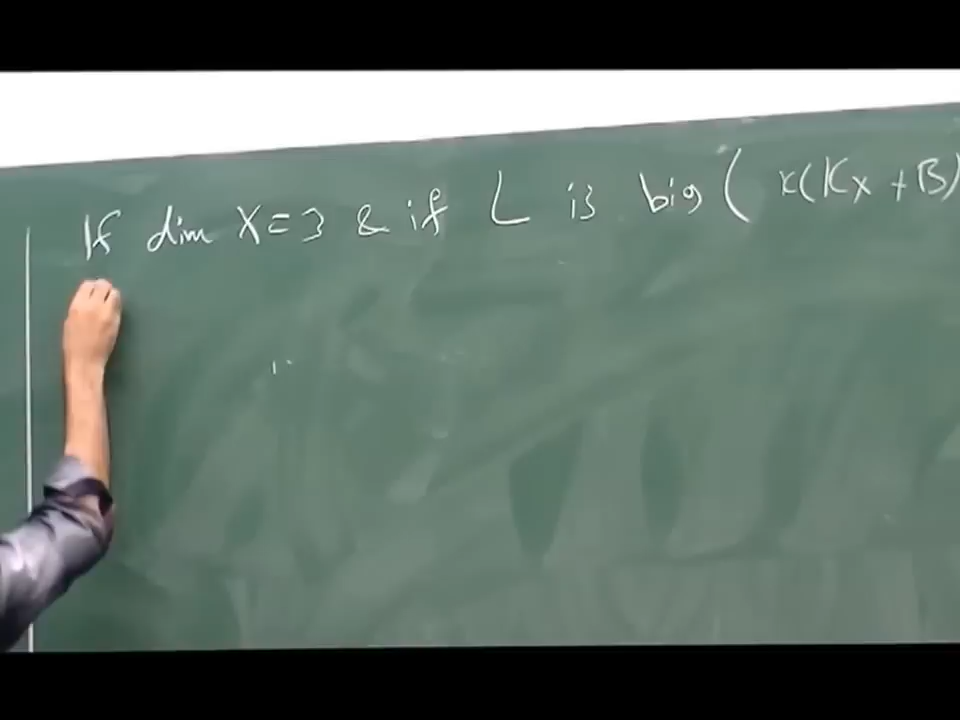 If dim X = 3 & if L is big ( κ(Kx + B)